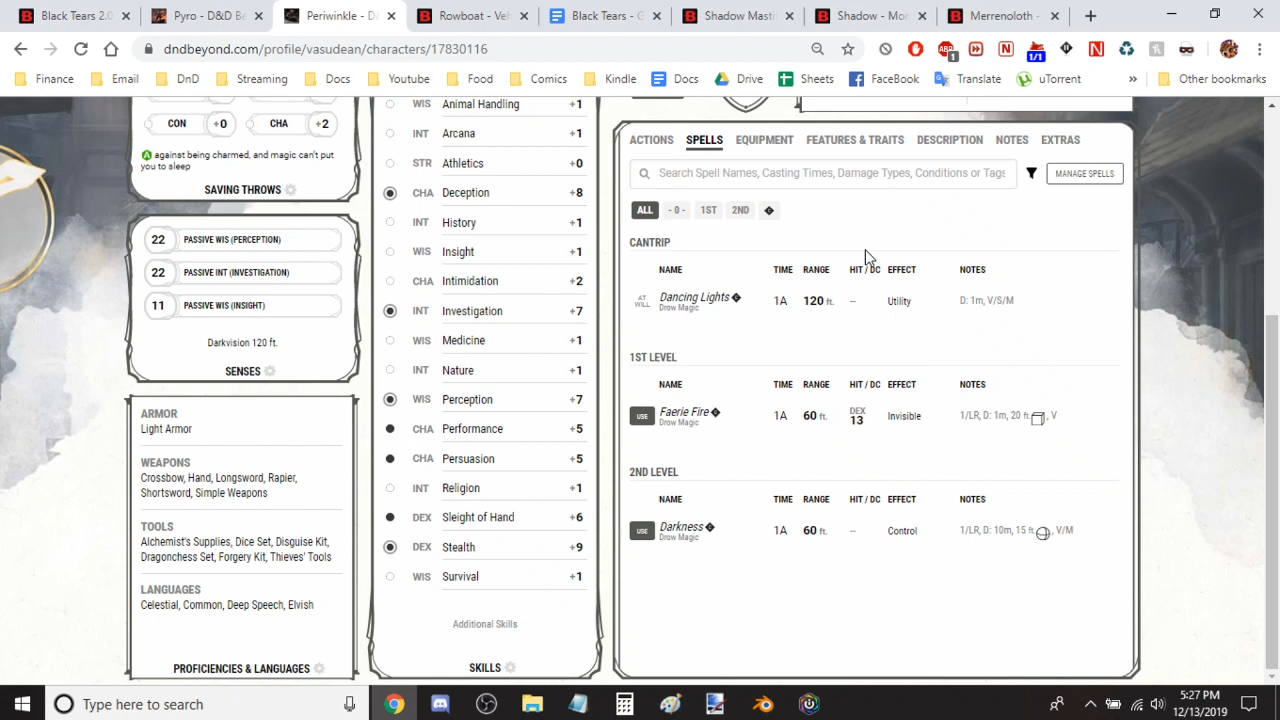 Black Tears 2.0
Pyro - D&D Be
Periwinkle - D&
Rowboat - Veh
Black Tears - G
Shadow Masti
Shadow - Mon
Merrenoloth -
dndbeyond.com/profile/vasudean/characters/17830116
Finance
Email
DnD
Streaming
Docs
Youtube
Food
Comics
Kindle
Docs
Drive
Sheets
FaceBook
Translate
uTorrent
Other bookmarks
CON +0 CHA +2
against being charmed, and magic can't put
you to sleep
SAVING THROWS
22 PASSIVE WIS (PERCEPTION)
22 PASSIVE INT (INVESTIGATION)
11 PASSIVE WIS (INSIGHT)
Darkvision 120 ft.
SENSES
ARMOR
Light Armor
WEAPONS
Crossbow, Hand, Longsword, Rapier,
Shortsword, Simple Weapons
TOOLS
Alchemist's Supplies, Dice Set, Disguise Kit,
Dragonchess Set, Forgery Kit, Thieves' Tools
LANGUAGES
Celestial, Common, Deep Speech, Elvish
PROFICIENCIES & LANGUAGES
WIS Animal Handling +1
INT Arcana +1
STR Athletics +0
CHA Deception +8
INT History +1
WIS Insight +1
CHA Intimidation +2
INT Investigation +7
WIS Medicine +1
INT Nature +1
WIS Perception +7
CHA Performance +5
CHA Persuasion +5
INT Religion +1
DEX Sleight of Hand +6
DEX Stealth +9
WIS Survival +1
Additional Skills
SKILLS
ACTIONS SPELLS EQUIPMENT FEATURES & TRAITS DESCRIPTION NOTES EXTRAS
Search Spell Names, Casting Times, Damage Types, Conditions or Tags
MANAGE SPELLS
ALL - 0 - 1ST 2ND
CANTRIP
NAME TIME RANGE HIT / DC EFFECT NOTES
AT WILL Dancing Lights 1A 120 ft. -- Utility D: 1m, V/S/M
Drow Magic
1ST LEVEL
NAME TIME RANGE HIT / DC EFFECT NOTES
USE Faerie Fire 1A 60 ft. DEX 13 Invisible 1/LR, D: 1m, 20 ft. , V
Drow Magic
2ND LEVEL
NAME TIME RANGE HIT / DC EFFECT NOTES
USE Darkness 1A 60 ft. -- Control 1/LR, D: 10m, 15 ft. , V/M
Drow Magic
Type here to search
5:27 PM
12/13/2019